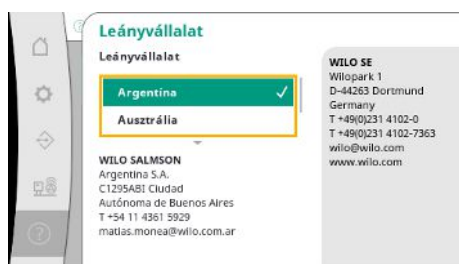 Leányvállalat
Leányvállalat
Argentína
Ausztrália
WILO SALMSON
Argentina S.A.
C1295ABI Ciudad
Autónoma de Buenos Aires
T +54 11 4361 5929
matias.monea@wilo.com.ar
WILO SE
Wilopark 1
D-44263 Dortmund
Germany
T +49(0)231 4102-0
T +49(0)231 4102-7363
wilo@wilo.com
www.wilo.com